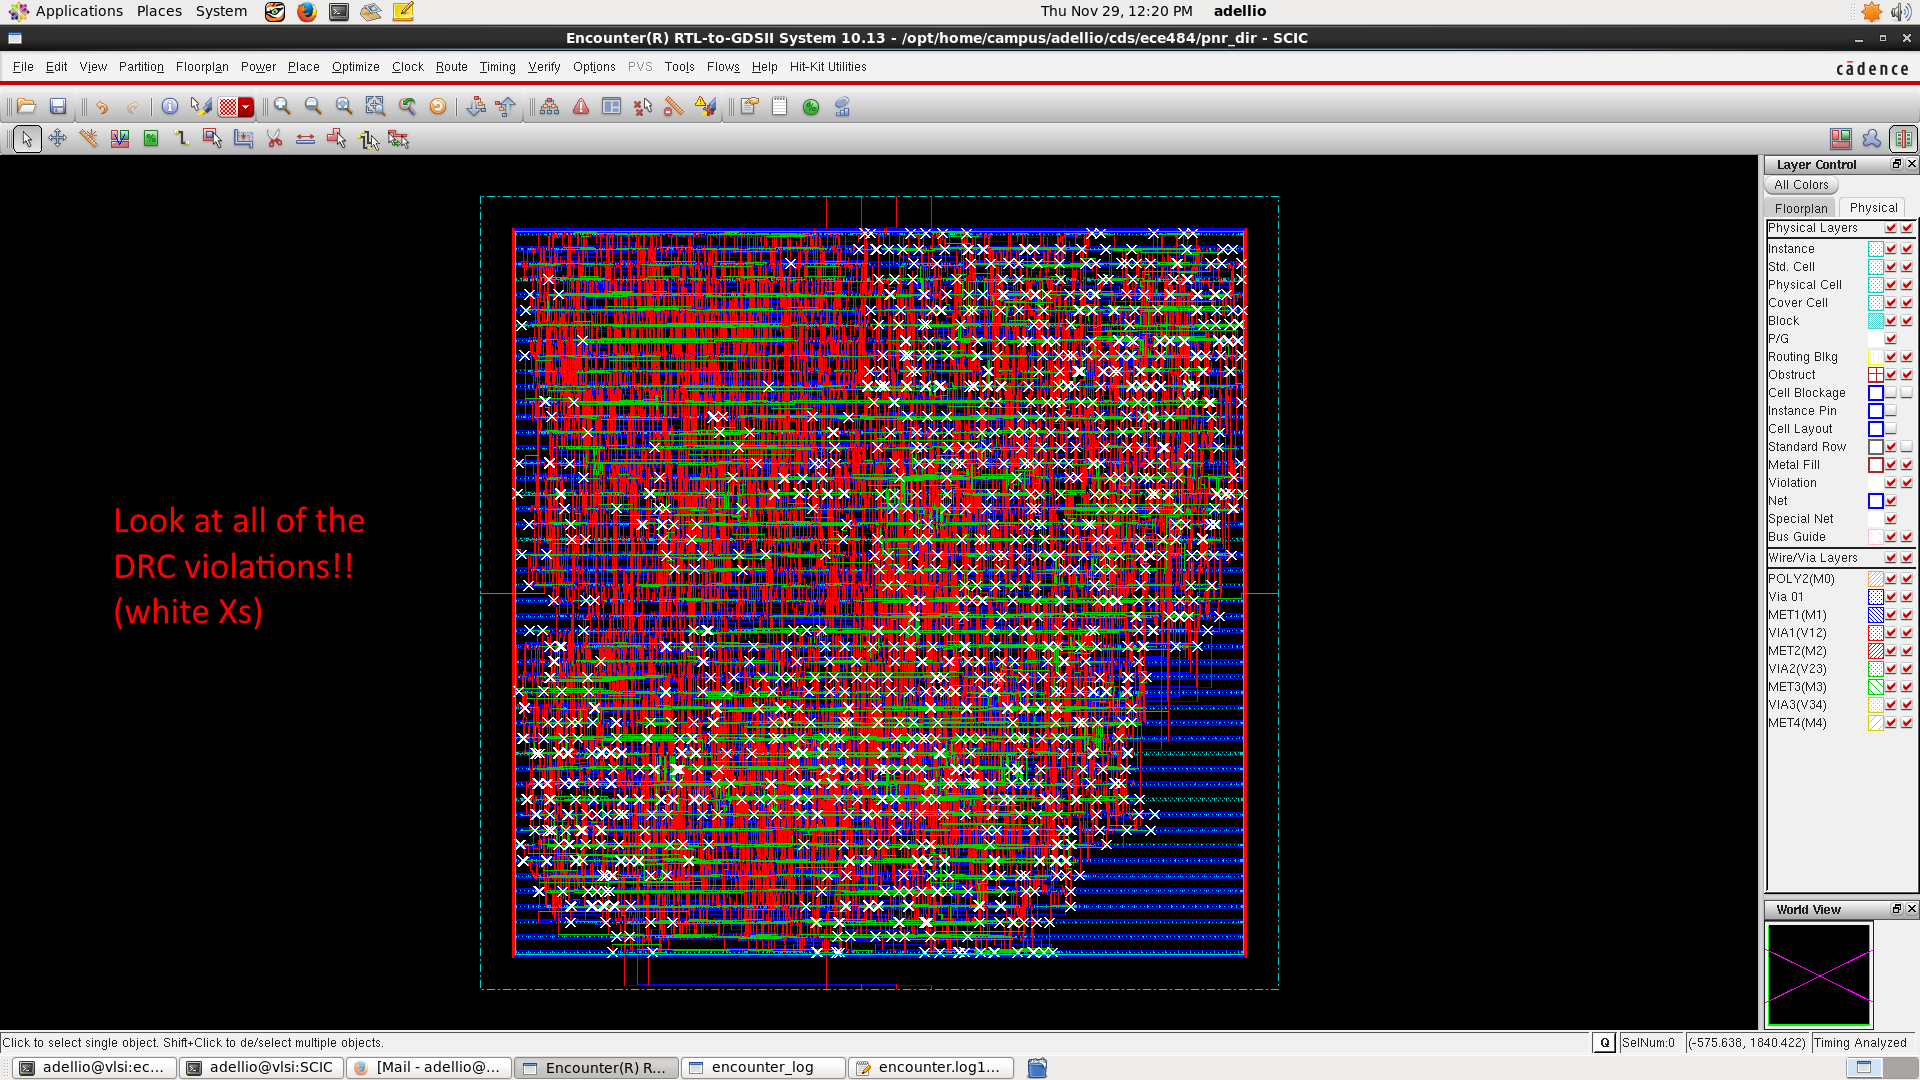 Applications Places System
Thu Nov 29, 12:20 PM adellio
Encounter(R) RTL-to-GDSII System 10.13 - /opt/home/campus/adellio/cds/ece484/pnr_dir - SCIC
File Edit View Partition Floorplan Power Place Optimize Clock Route Timing Verify Options PVS Tools Flows Help Hit-Kit Utilities
cādence
Layer Control
All Colors
Floorplan Physical
Physical Layers
Instance
Std. Cell
Physical Cell
Cover Cell
Block
P/G
Routing Blkg
Obstruct
Cell Blockage
Instance Pin
Cell Layout
Standard Row
Metal Fill
Violation
Net
Special Net
Bus Guide
Wire/Via Layers
POLY2(M0)
Via 01
MET1(M1)
VIA1(V12)
MET2(M2)
VIA2(V23)
MET3(M3)
VIA3(V34)
MET4(M4)
Look at all of the
DRC violations!!
(white Xs)
World View
Click to select single object. Shift+Click to de/select multiple objects.
Q SelNum:0 (-575.638, 1840.422) Timing Analyzed
adellio@vlsi:ec... adellio@vlsi:SCIC [Mail - adellio@... Encounter(R) R... encounter_log encounter.log1...